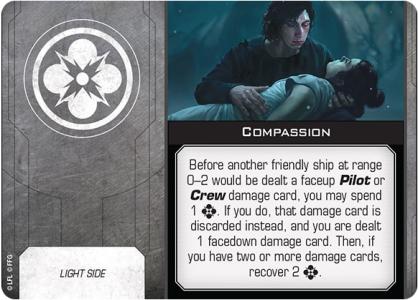 COMPASSION
Before another friendly ship at range
0–2 would be dealt a faceup Pilot or
Crew damage card, you may spend
1 . If you do, that damage card is
discarded instead, and you are dealt
1 facedown damage card. Then, if
you have two or more damage cards,
recover 2 .
LIGHT SIDE
© LFL © FFG